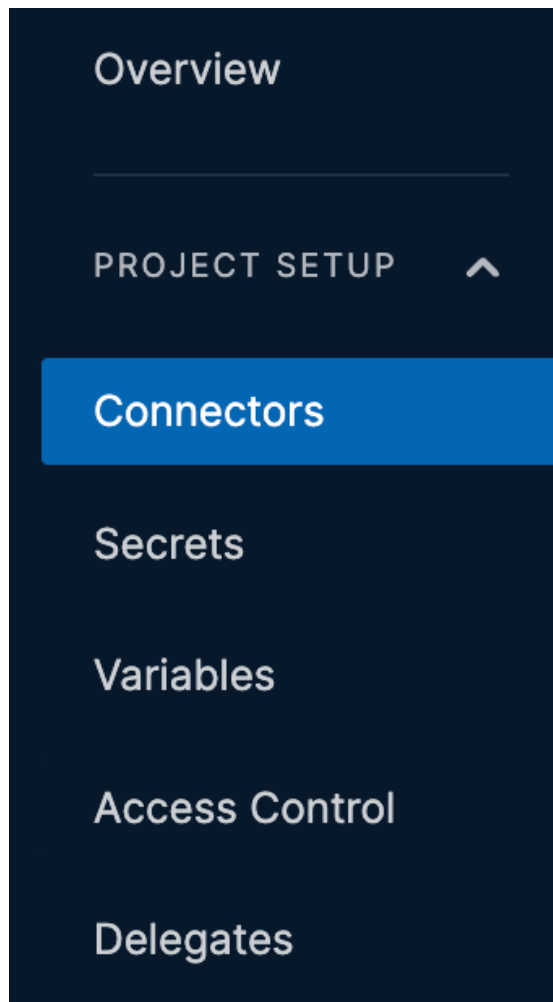 Overview
PROJECT SETUP
Connectors
Secrets
Variables
Access Control
Delegates